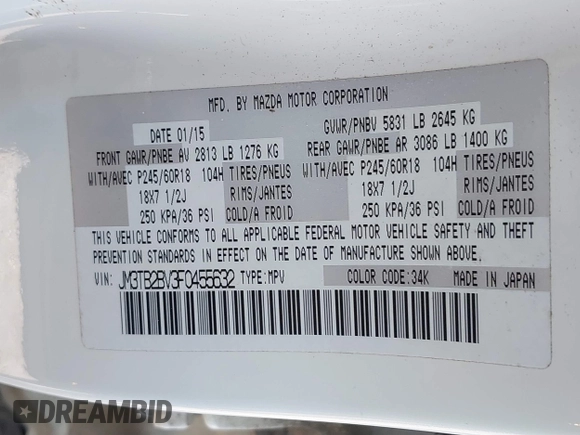 MFD. BY MAZDA MOTOR CORPORATION
DATE 01/15 GVWR/PNBV 5831 LB 2645 KG
FRONT GAWR/PNBE AV 2813 LB 1276 KG REAR GAWR/PNBE AR 3086 LB 1400 KG
WITH/AVEC P245/60R18 104H TIRES/PNEUS WITH/AVEC P245/60R18 104H TIRES/PNEUS
18X7 1/2J RIMS/JANTES 18X7 1/2J RIMS/JANTES
250 KPA/36 PSI COLD/A FROID 250 KPA/36 PSI COLD/A FROID
THIS VEHICLE CONFORMS TO ALL APPLICABLE FEDERAL MOTOR VEHICLE SAFETY AND THEFT
PREVENTION STANDARDS IN EFFECT ON THE DATE OF MANUFACTURE SHOWN ABOVE.
VIN: JM3TB2BV3F0455632 TYPE:MPV COLOR CODE:34K MADE IN JAPAN
DREAMBID